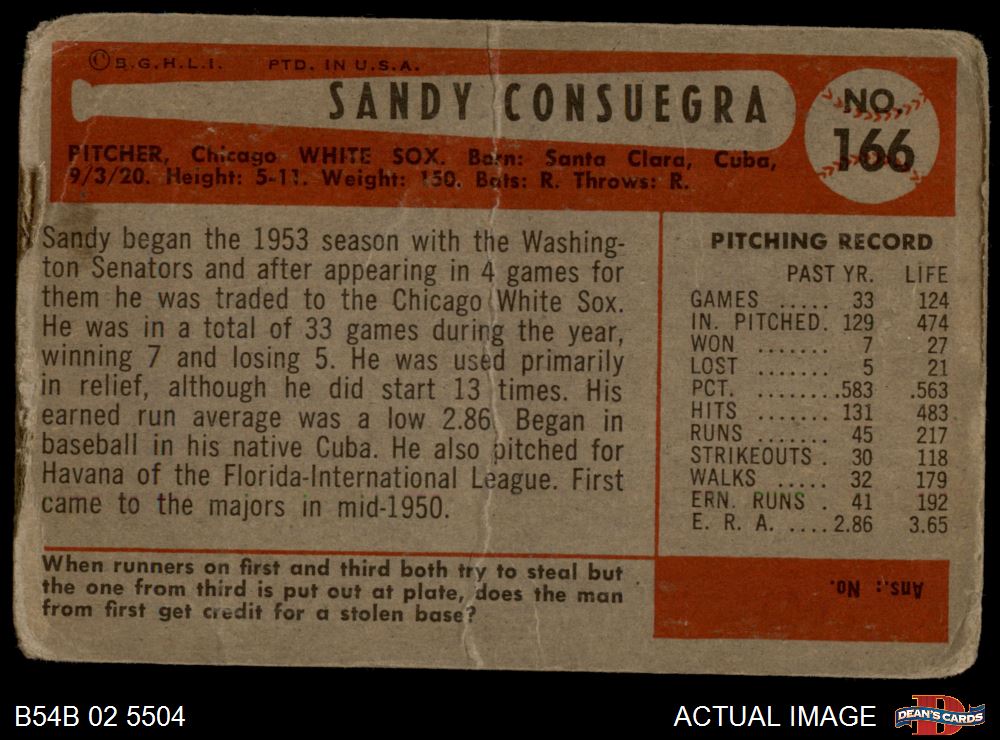 © B.G.H.L.I. PTD. IN U.S.A.
SANDY CONSUEGRA
NO. 166
PITCHER, Chicago WHITE SOX. Born: Santa Clara, Cuba,
9/3/20. Height: 5-11. Weight: 150. Bats: R. Throws: R.
Sandy began the 1953 season with the Washing-
ton Senators and after appearing in 4 games for
them he was traded to the Chicago White Sox.
He was in a total of 33 games during the year,
winning 7 and losing 5. He was used primarily
in relief, although he did start 13 times. His
earned run average was a low 2.86. Began in
baseball in his native Cuba. He also pitched for
Havana of the Florida-International League. First
came to the majors in mid-1950.
PITCHING RECORD
PAST YR. LIFE
GAMES ..... 33 124
IN. PITCHED. 129 474
WON ....... 7 27
LOST ....... 5 21
PCT. ........583 .563
HITS ....... 131 483
RUNS ....... 45 217
STRIKEOUTS . 30 118
WALKS ..... 32 179
ERN. RUNS . 41 192
E. R. A. ....2.86 3.65
When runners on first and third both try to steal but
the one from third is put out at plate, does the man
from first get credit for a stolen base?
Ans.: No.
B54B 02 5504
ACTUAL IMAGE
DEAN'S CARDS